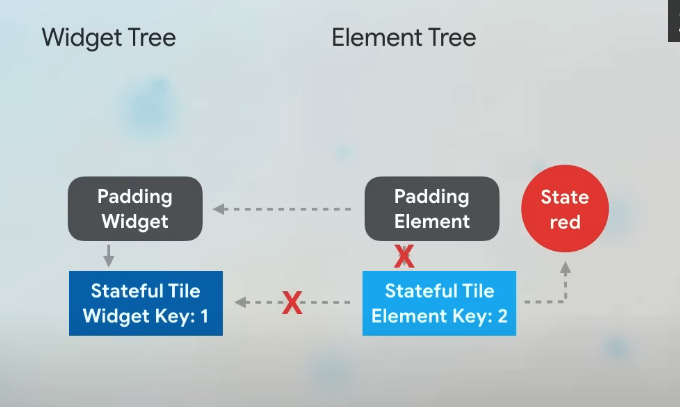 Widget Tree
Element Tree
Padding
Widget
Padding
Element
State
red
X
Stateful Tile
Widget Key: 1
X
Stateful Tile
Element Key: 2